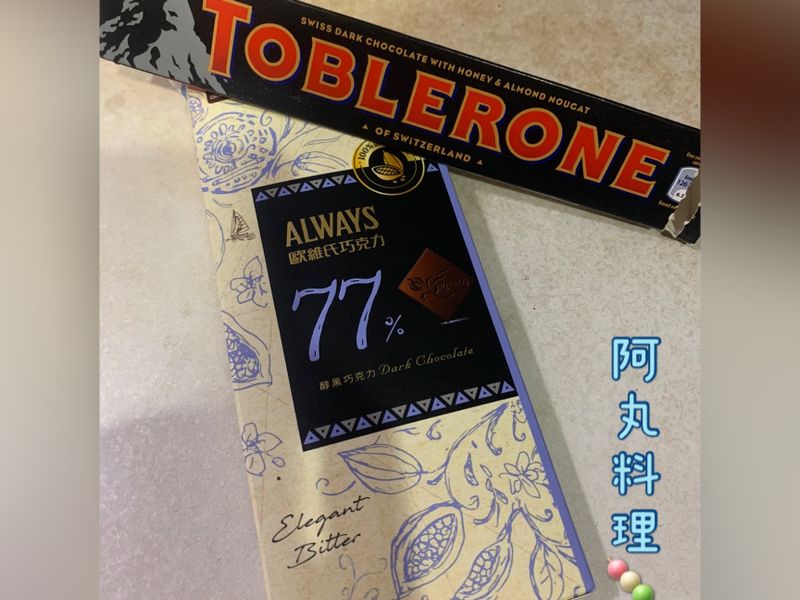 SWISS DARK CHOCOLATE WITH HONEY & ALMOND NOUGAT
TOBLERONE
OF SWITZERLAND
100%
ALWAYS
歐維氏巧克力
77%
醇黑巧克力 Dark Chocolate
Elegant
Bitter
阿丸料理